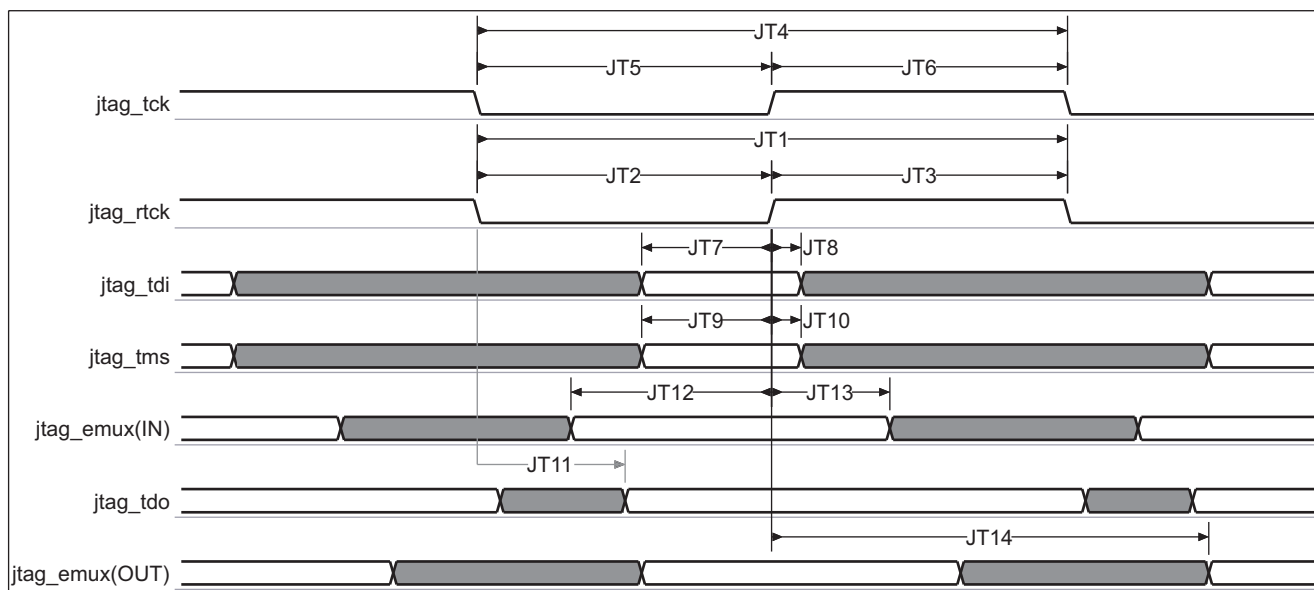 JT4
JT5 JT6
jtag_tck
JT1
JT2 JT3
jtag_rtck
JT7 JT8
jtag_tdi
JT9 JT10
jtag_tms
JT12 JT13
jtag_emux(IN)
JT11
jtag_tdo
JT14
jtag_emux(OUT)